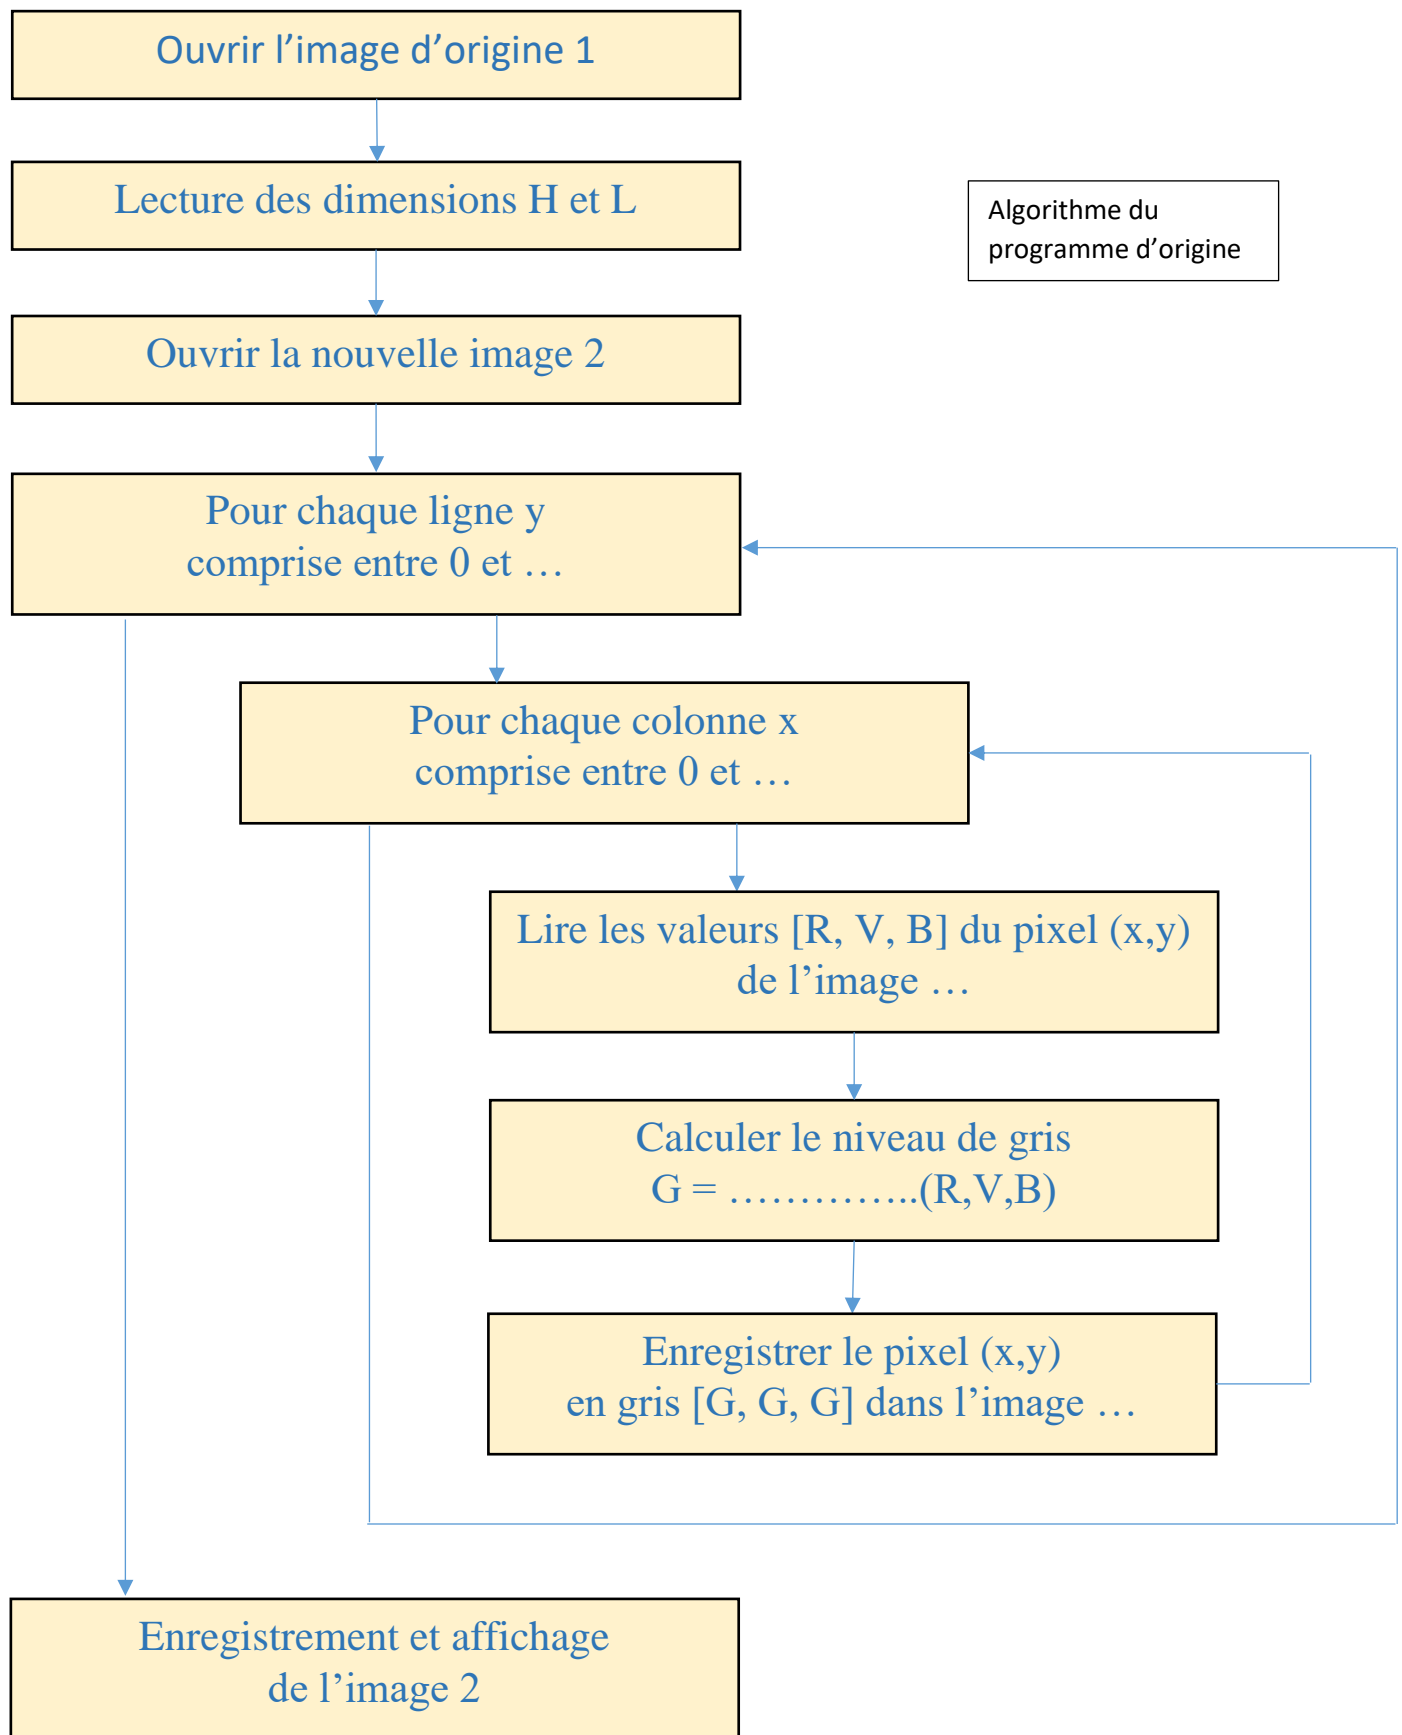 Ouvrir l’image d’origine 1
Lecture des dimensions H et L
Algorithme du
programme d’origine
Ouvrir la nouvelle image 2
Pour chaque ligne y
comprise entre 0 et …
Pour chaque colonne x
comprise entre 0 et …
Lire les valeurs [R, V, B] du pixel (x,y)
de l’image …
Calculer le niveau de gris
G = …………..(R,V,B)
Enregistrer le pixel (x,y)
en gris [G, G, G] dans l’image …
Enregistrement et affichage
de l’image 2